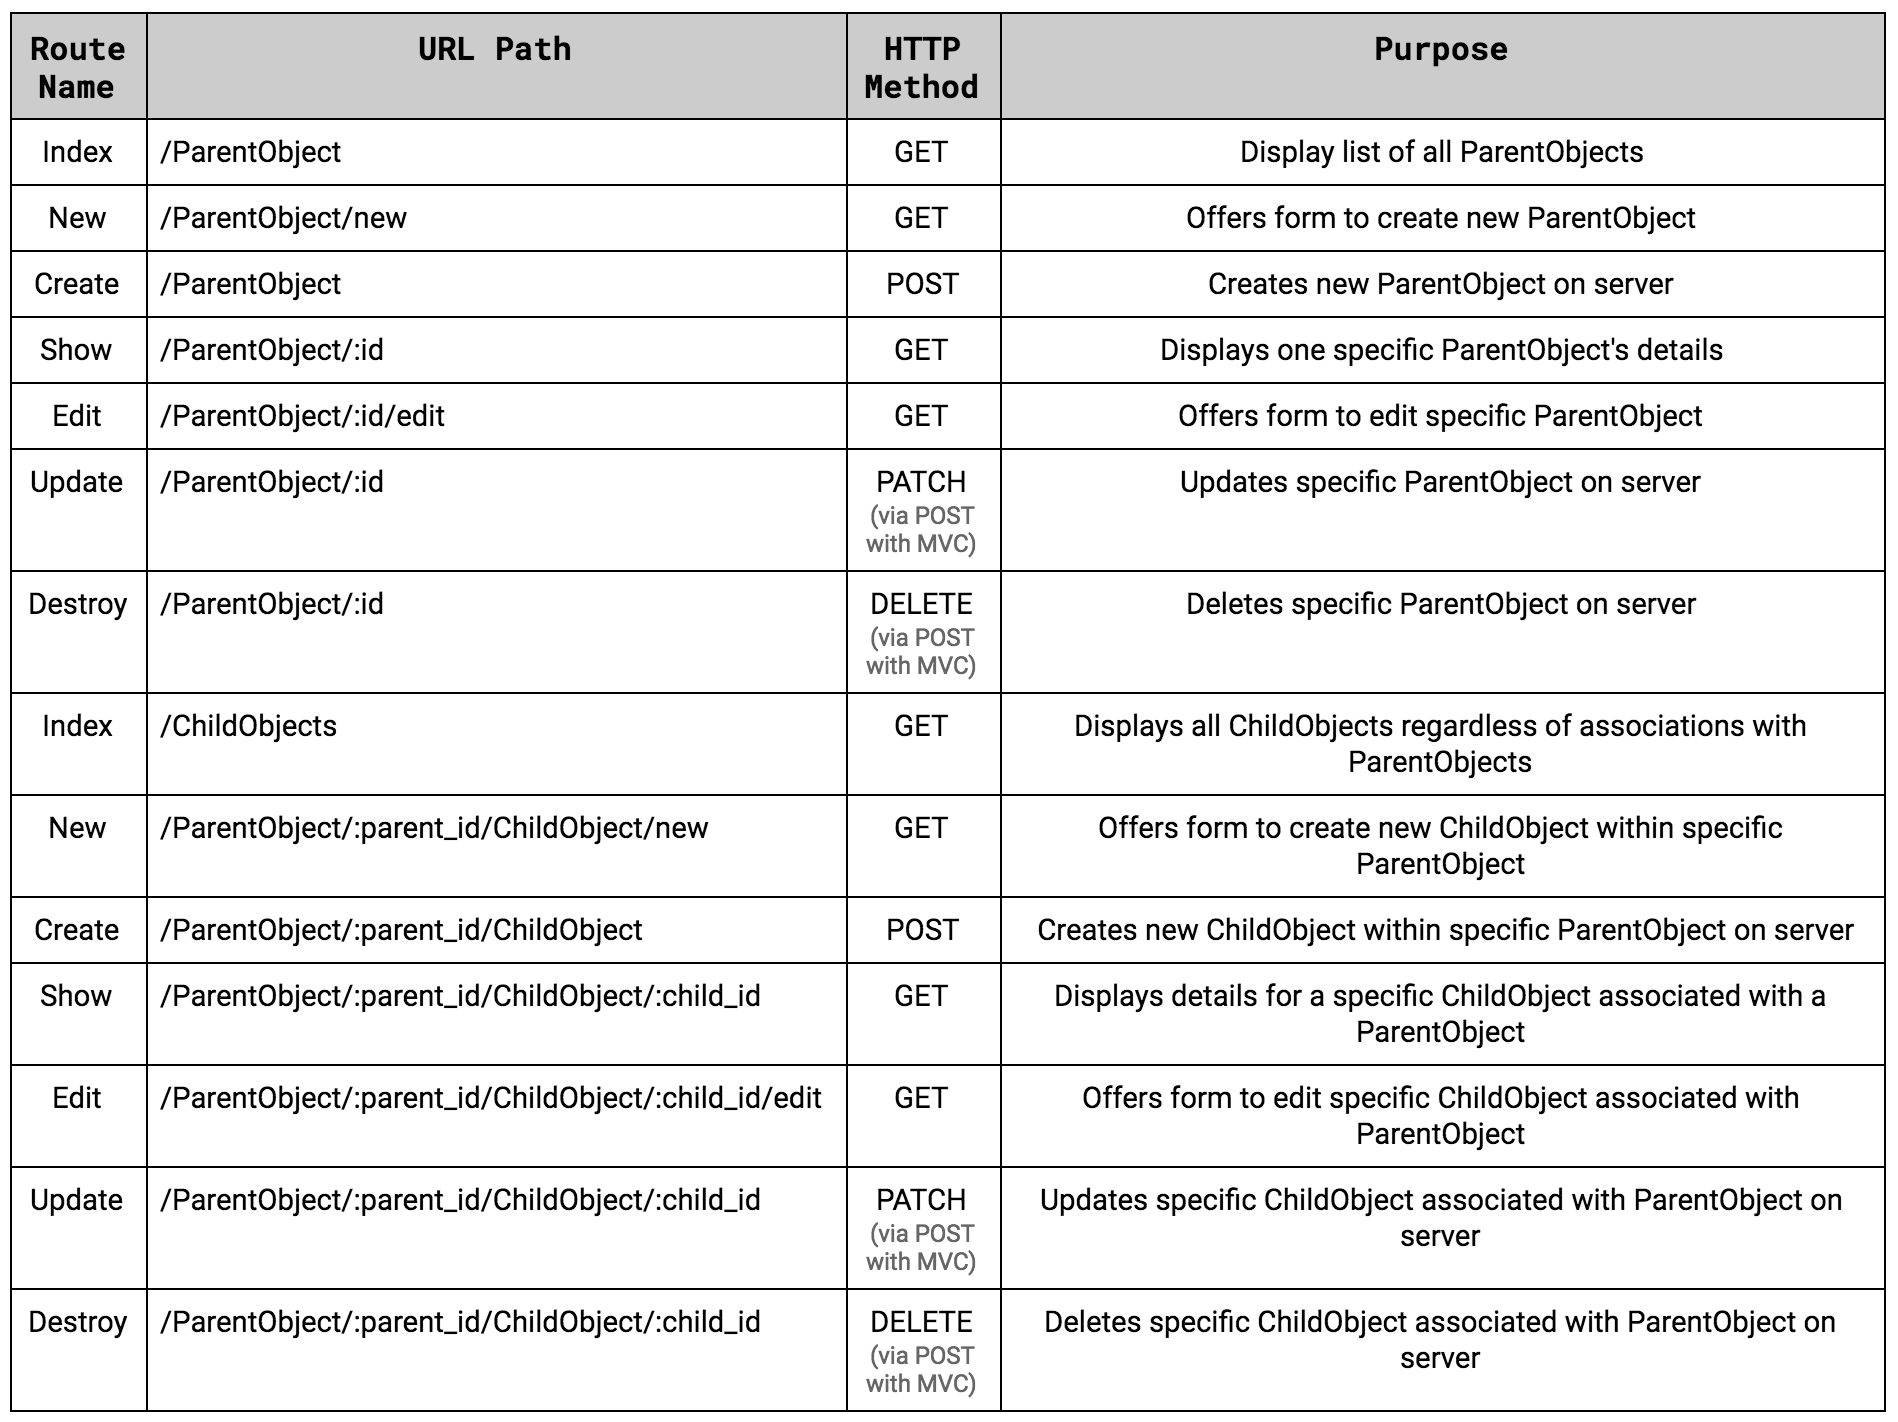 Route Name URL Path HTTP Method Purpose
Index /ParentObject GET Display list of all ParentObjects
New /ParentObject/new GET Offers form to create new ParentObject
Create /ParentObject POST Creates new ParentObject on server
Show /ParentObject/:id GET Displays one specific ParentObject's details
Edit /ParentObject/:id/edit GET Offers form to edit specific ParentObject
Update /ParentObject/:id PATCH (via POST with MVC) Updates specific ParentObject on server
Destroy /ParentObject/:id DELETE (via POST with MVC) Deletes specific ParentObject on server
Index /ChildObjects GET Displays all ChildObjects regardless of associations with ParentObjects
New /ParentObject/:parent_id/ChildObject/new GET Offers form to create new ChildObject within specific ParentObject
Create /ParentObject/:parent_id/ChildObject POST Creates new ChildObject within specific ParentObject on server
Show /ParentObject/:parent_id/ChildObject/:child_id GET Displays details for a specific ChildObject associated with a ParentObject
Edit /ParentObject/:parent_id/ChildObject/:child_id/edit GET Offers form to edit specific ChildObject associated with ParentObject
Update /ParentObject/:parent_id/ChildObject/:child_id PATCH (via POST with MVC) Updates specific ChildObject associated with ParentObject on server
Destroy /ParentObject/:parent_id/ChildObject/:child_id DELETE (via POST with MVC) Deletes specific ChildObject associated with ParentObject on server